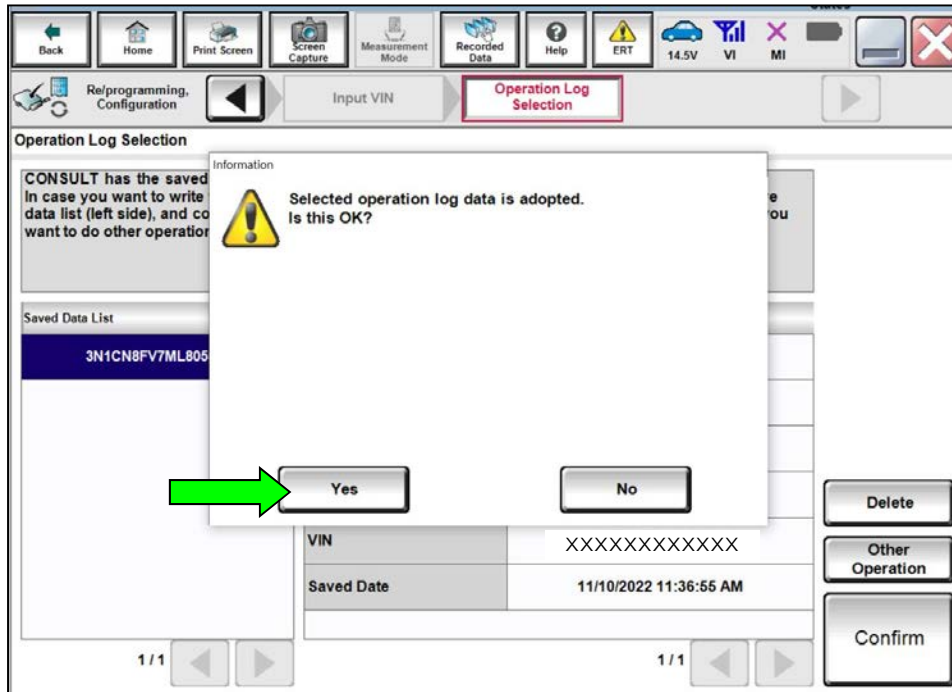 Back
Home
Print Screen
Screen
Capture
Measurement
Mode
Recorded
Data
Help
ERT
14.5V
VI
MI
Re/programming,
Configuration
Input VIN
Operation Log
Selection
Operation Log Selection
CONSULT has the saved
In case you want to write
data list (left side), and co
ou
want to do other operation
Information
Selected operation log data is adopted.
Is this OK?
Yes
No
Saved Data List
3N1CN8FV7ML805
VIN
XXXXXXXXXXXX
Saved Date
11/10/2022 11:36:55 AM
Delete
Other
Operation
Confirm
1/1
1/1